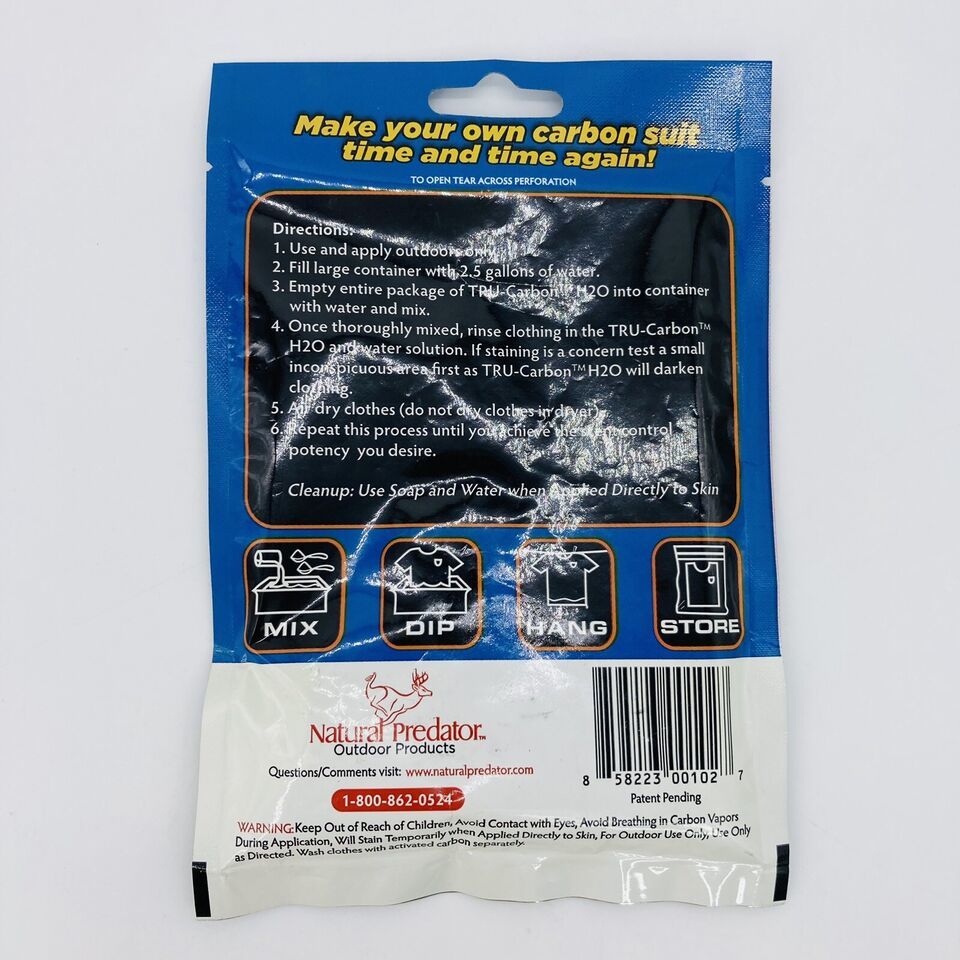 Make your own carbon suit
time and time again!
TO OPEN TEAR ACROSS PERFORATION
Directions:
1. Use and apply outdoors only.
2. Fill large container with 2.5 gallons of water.
3. Empty entire package of TRU-Carbon™ H2O into container
with water and mix.
4. Once thoroughly mixed, rinse clothing in the TRU-Carbon™
H2O and water solution. If staining is a concern test a small
inconspicuous area first as TRU-Carbon™ H2O will darken
clothing.
5. Air dry clothes (do not dry clothes in dryer).
6. Repeat this process until you achieve the scent control
potency you desire.
Cleanup: Use Soap and Water when Applied Directly to Skin
MIX DIP HANG STORE
Natural Predator™
Outdoor Products
Questions/Comments visit: www.naturalpredator.com
1-800-862-0524
8 58223 00102 7
Patent Pending
WARNING: Keep Out of Reach of Children, Avoid Contact with Eyes, Avoid Breathing in Carbon Vapors
During Application, Will Stain Temporarily when Applied Directly to Skin, For Outdoor Use Only, Use Only
as Directed. Wash clothes with activated carbon separately.